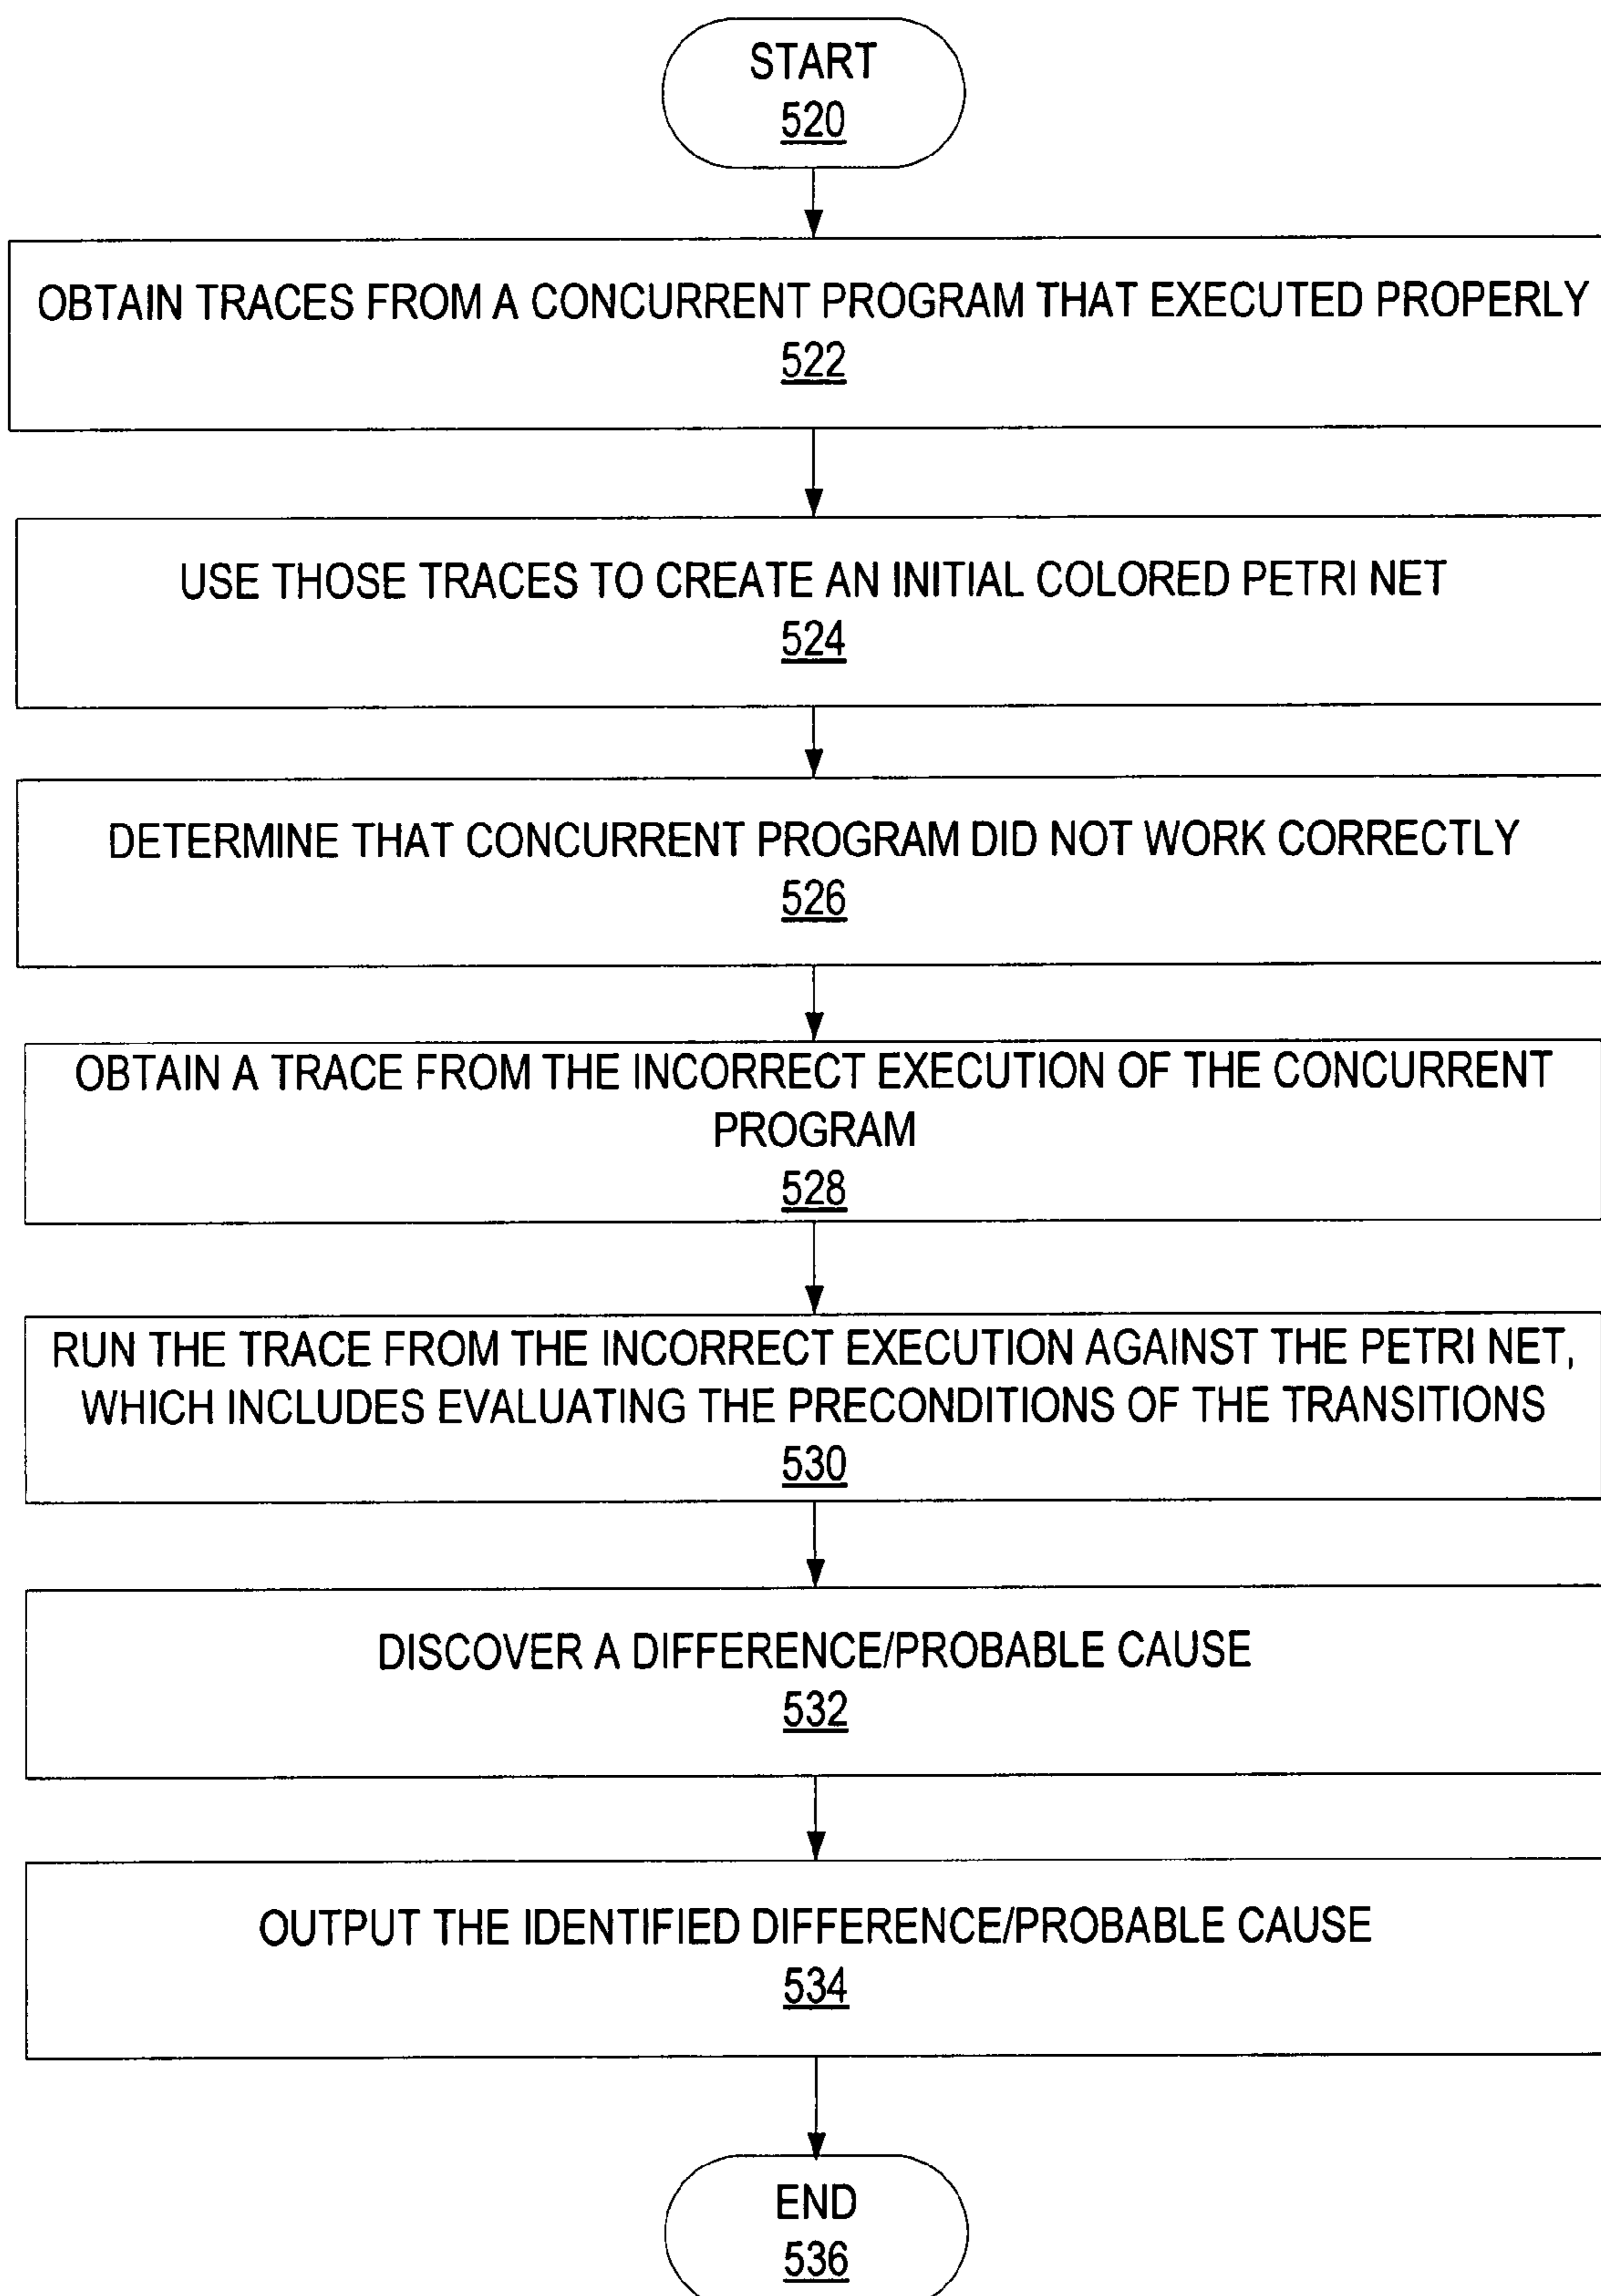 START
520
OBTAIN TRACES FROM A CONCURRENT PROGRAM THAT EXECUTED PROPERLY
522
USE THOSE TRACES TO CREATE AN INITIAL COLORED PETRI NET
524
DETERMINE THAT CONCURRENT PROGRAM DID NOT WORK CORRECTLY
526
OBTAIN A TRACE FROM THE INCORRECT EXECUTION OF THE CONCURRENT
PROGRAM
528
RUN THE TRACE FROM THE INCORRECT EXECUTION AGAINST THE PETRI NET,
WHICH INCLUDES EVALUATING THE PRECONDITIONS OF THE TRANSITIONS
530
DISCOVER A DIFFERENCE/PROBABLE CAUSE
532
OUTPUT THE IDENTIFIED DIFFERENCE/PROBABLE CAUSE
534
END
536